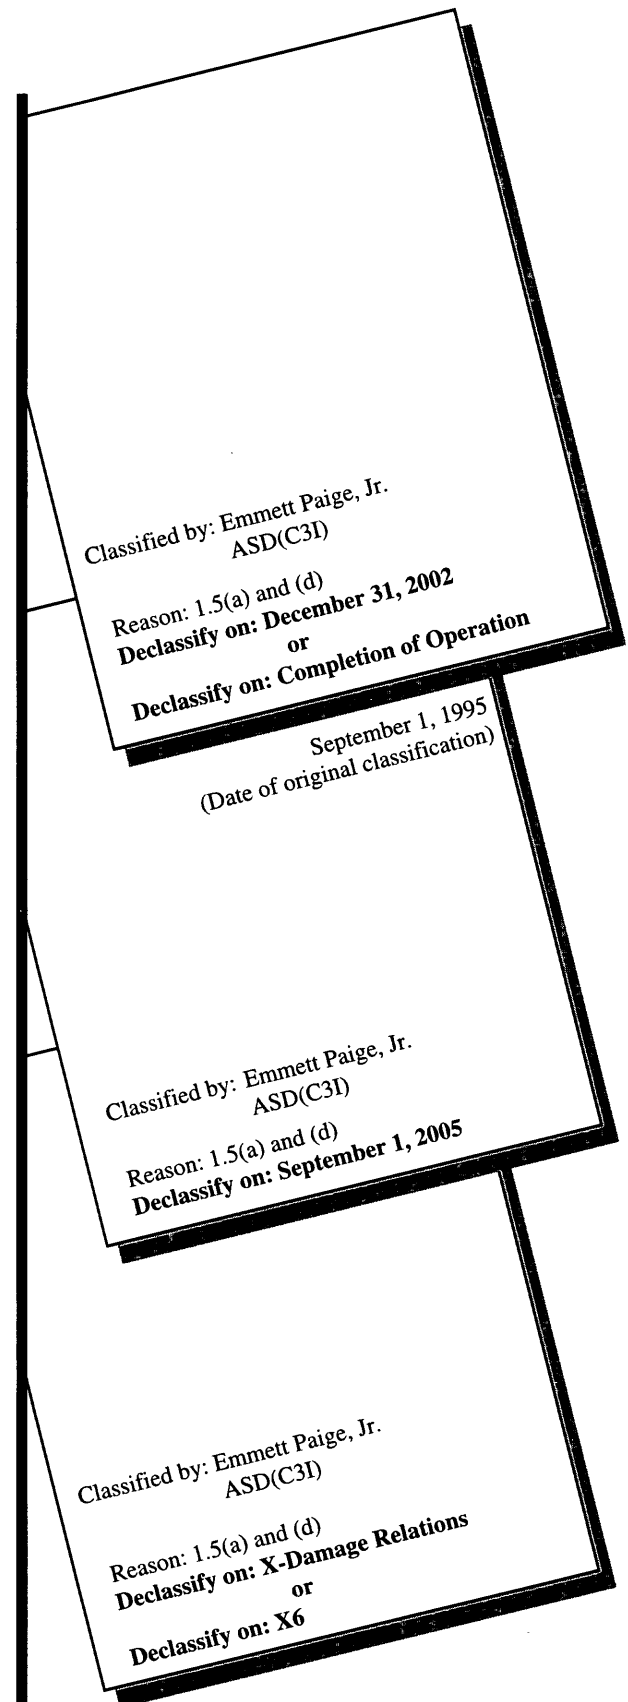 Classified by: Emmett Paige, Jr.
ASD(C3I)
Reason: 1.5(a) and (d)
Declassify on: December 31, 2002
or
Declassify on: Completion of Operation
September 1, 1995
(Date of original classification)
Classified by: Emmett Paige, Jr.
ASD(C3I)
Reason: 1.5(a) and (d)
Declassify on: September 1, 2005
Classified by: Emmett Paige, Jr.
ASD(C3I)
Reason: 1.5(a) and (d)
Declassify on: X-Damage Relations
or
Declassify on: X6